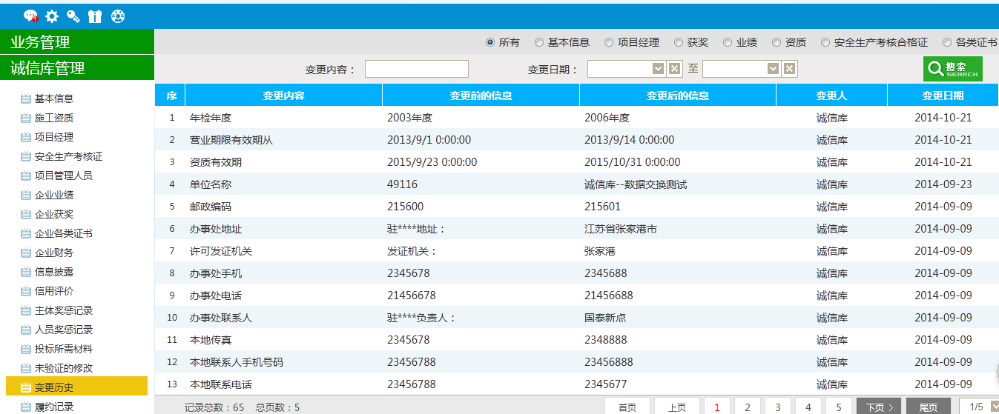 业务管理
诚信库管理
基本信息
施工资质
项目经理
安全生产考核证
项目管理人员
企业业绩
企业获奖
企业各类证书
企业财务
信息披露
信用评价
主体奖惩记录
人员奖惩记录
投标所需材料
未验证的修改
变更历史
履约记录
所有 基本信息 项目经理 获奖 业绩 资质 安全生产考核合格证 各类证书
变更内容： 变更日期： 至 搜索 SEARCH
序 变更内容 变更前的信息 变更后的信息 变更人 变更日期
1 年检年度 2003年度 2006年度 诚信库 2014-10-21
2 营业期限有效期从 2013/9/1 0:00:00 2013/9/14 0:00:00 诚信库 2014-10-21
3 资质有效期 2015/9/23 0:00:00 2015/10/31 0:00:00 诚信库 2014-10-21
4 单位名称 49116 诚信库--数据交换测试 诚信库 2014-09-23
5 邮政编码 215600 215601 诚信库 2014-09-09
6 办事处地址 驻****地址： 江苏省张家港市 诚信库 2014-09-09
7 许可发证机关 发证机关： 张家港 诚信库 2014-09-09
8 办事处手机 2345678 2345688 诚信库 2014-09-09
9 办事处电话 21456678 21456688 诚信库 2014-09-09
10 办事处联系人 驻****负责人： 国泰新点 诚信库 2014-09-09
11 本地传真 2345678 2348888 诚信库 2014-09-09
12 本地联系人手机号码 23456788 23456888 诚信库 2014-09-09
13 本地联系电话 23456788 2345677 诚信库 2014-09-09
记录总数：65 总页数：5 首页 上页 1 2 3 4 5 下页 尾页 1/5